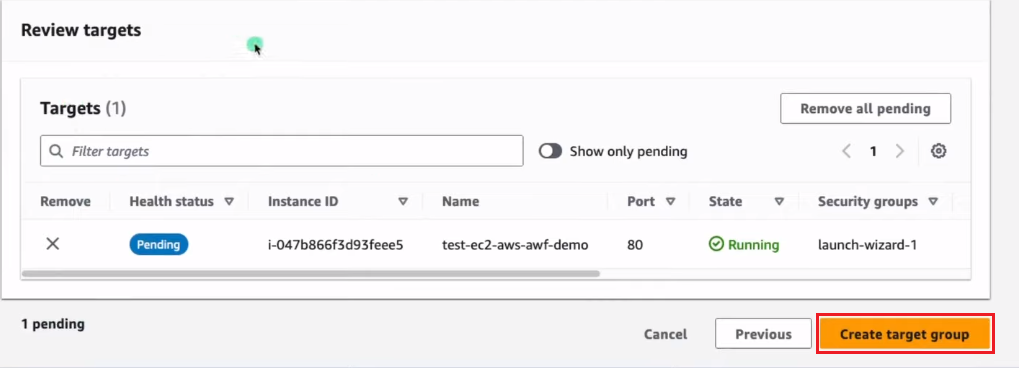 Review targets
Targets (1)
Remove all pending
Filter targets
Show only pending
1
Remove Health status Instance ID Name Port State Security groups
Pending i-047b866f3d93feee5 test-ec2-aws-awf-demo 80 Running launch-wizard-1
1 pending
Cancel Previous Create target group